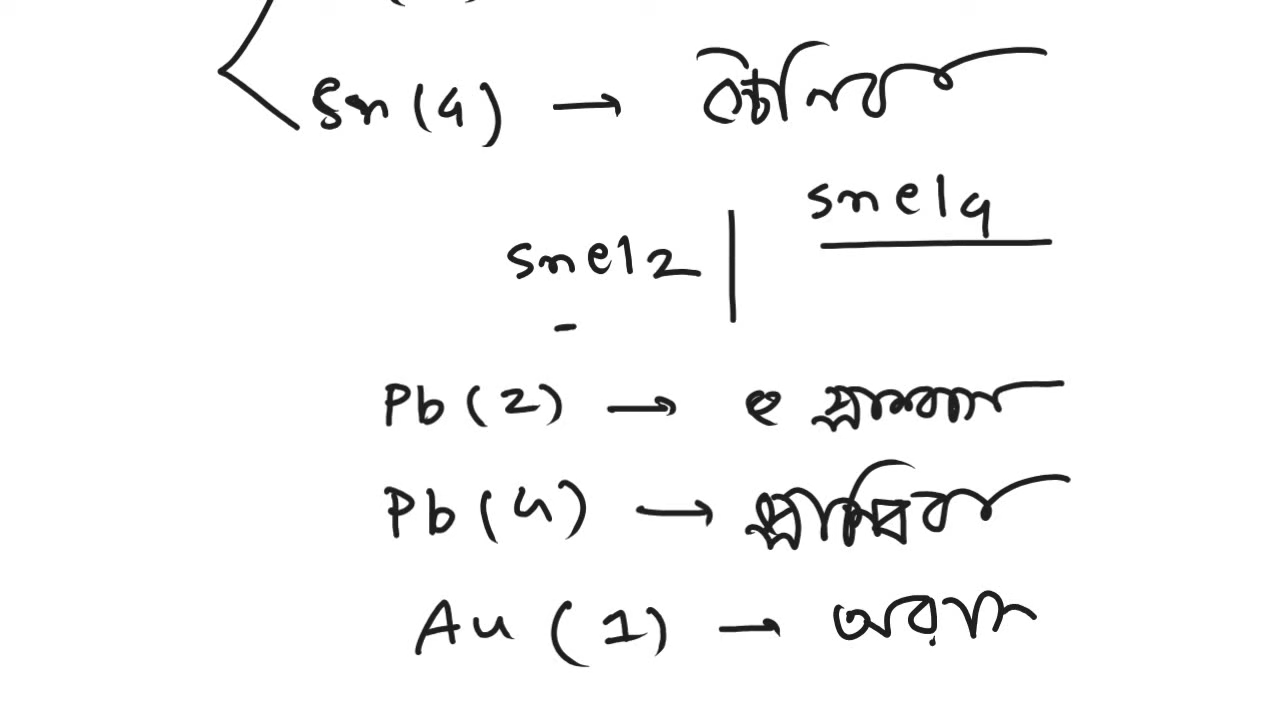 Sn (4) → স্টানিক
SnCl4
SnCl2
Pb (2) →
Pb (4) → প্লাম্বিক
Au (1) → অরাস